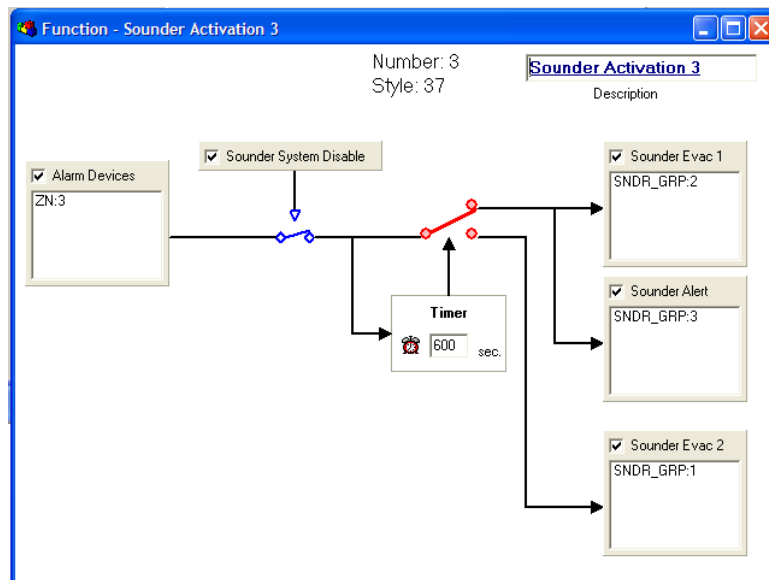 Function - Sounder Activation 3
Number: 3
Style: 37
Sounder Activation 3
Description
Sounder System Disable
Alarm Devices
ZN:3
Sounder Evac 1
SNDR_GRP:2
Timer
600 sec.
Sounder Alert
SNDR_GRP:3
Sounder Evac 2
SNDR_GRP:1